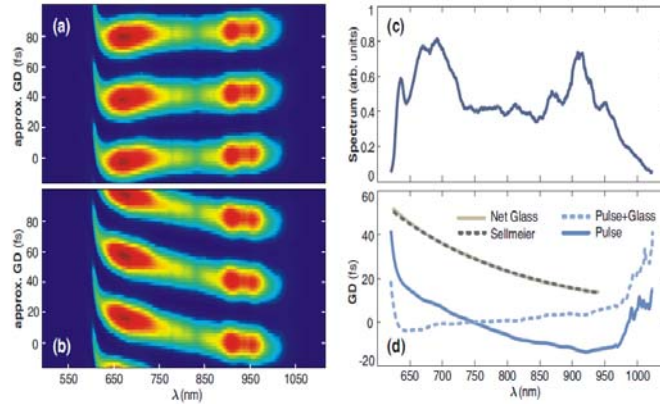 (a)
approx. GD (fs)
80
60
40
20
0
(b)
approx. GD (fs)
80
60
40
20
0
550
650
750
850
950
1050
λ(nm)
(c)
Spectrum (arb. units)
1
0.8
0.6
0.4
0.2
0
Net Glass
Sellmeier
Pulse+Glass
Pulse
(d)
GD (fs)
60
40
20
0
-20
650
700
750
800
850
900
950
1000
λ(nm)